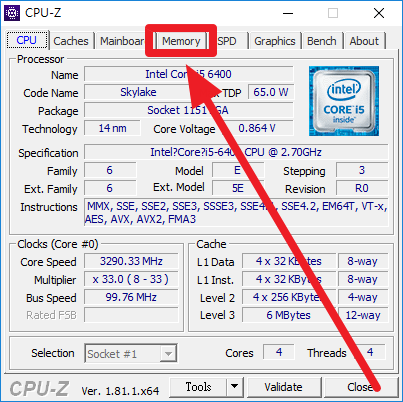 CPU-Z
CPU Caches Mainboard Memory SPD Graphics Bench About
Processor
Name Intel Core i5 6400
Code Name Skylake TDP 65.0 W
Package Socket 1151 LGA
Technology 14 nm Core Voltage 0.864 V
Specification Intel?Core?i5-6400 CPU @ 2.70GHz
Family 6 Model E Stepping 3
Ext. Family 6 Ext. Model 5E Revision R0
Instructions MMX, SSE, SSE2, SSE3, SSSE3, SSE4.1, SSE4.2, EM64T, VT-x,
AES, AVX, AVX2, FMA3
intel
CORE i5
inside™
Clocks (Core #0)
Core Speed 3290.33 MHz
Multiplier x 33.0 ( 8 - 33 )
Bus Speed 99.76 MHz
Rated FSB
Cache
L1 Data 4 x 32 KBytes 8-way
L1 Inst. 4 x 32 KBytes 8-way
Level 2 4 x 256 KBytes 4-way
Level 3 6 MBytes 12-way
Selection Socket #1 Cores 4 Threads 4
CPU-Z Ver. 1.81.1.x64 Tools Validate Close